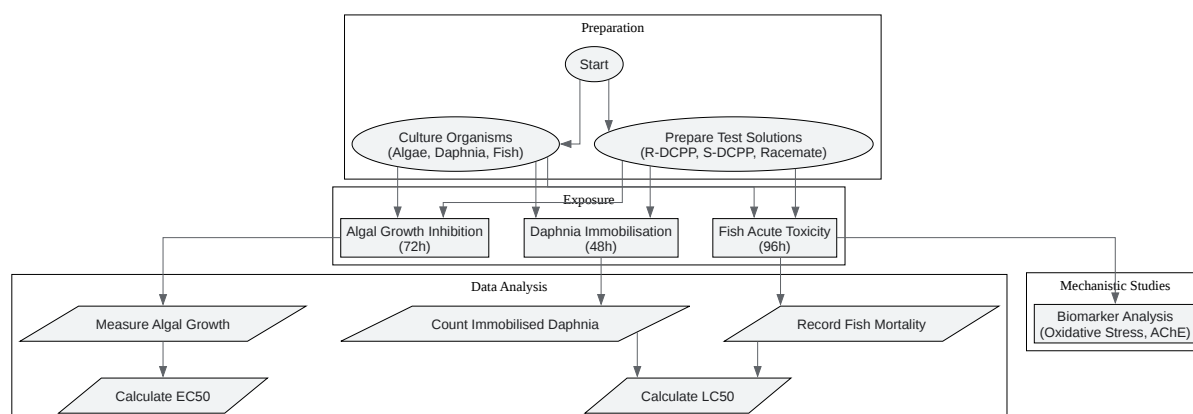 Preparation
Start
Culture Organisms
(Algae, Daphnia, Fish)
Prepare Test Solutions
(R-DCPP, S-DCPP, Racemate)
Exposure
Algal Growth Inhibition
(72h)
Daphnia Immobilisation
(48h)
Fish Acute Toxicity
(96h)
Data Analysis
Mechanistic Studies
Measure Algal Growth
Count Immobilised Daphnia
Record Fish Mortality
Biomarker Analysis
(Oxidative Stress, AChE)
Calculate EC50
Calculate LC50